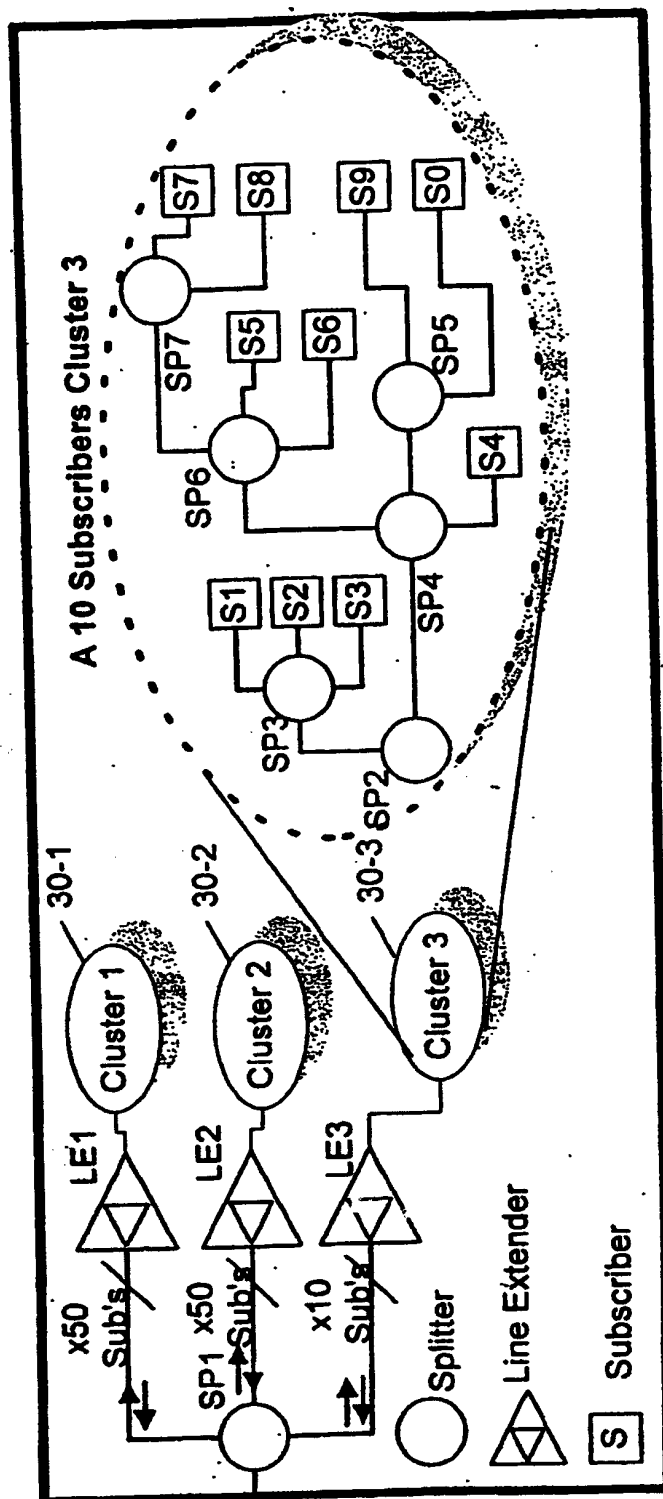 A 10 Subscribers Cluster 3
30-1
30-2
30-3
Cluster 1
Cluster 2
Cluster 3
LE1
LE2
LE3
x50
Sub's
x50
Sub's
x10
Sub's
SP1
SP2
SP3
SP4
SP5
SP6
SP7
S1
S2
S3
S4
S5
S6
S7
S8
S9
S0
Splitter
Line Extender
S
Subscriber